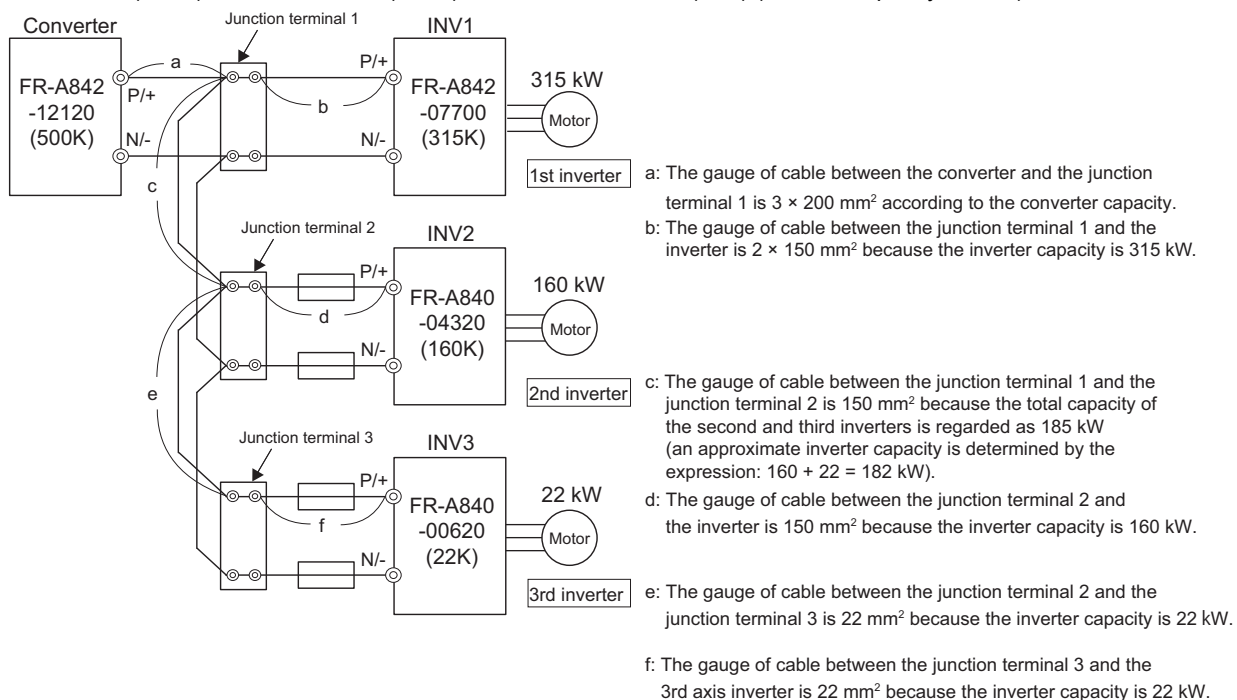 Converter
Junction terminal 1
INV1
FR-A842
-12120
(500K)
P/+
N/-
a
b
c
P/+
N/-
FR-A842
-07700
(315K)
315 kW
Motor
1st inverter
a: The gauge of cable between the converter and the junction
terminal 1 is 3 × 200 mm² according to the converter capacity.
b: The gauge of cable between the junction terminal 1 and the
inverter is 2 × 150 mm² because the inverter capacity is 315 kW.
Junction terminal 2
INV2
P/+
N/-
d
e
FR-A840
-04320
(160K)
160 kW
Motor
2nd inverter
c: The gauge of cable between the junction terminal 1 and the
junction terminal 2 is 150 mm² because the total capacity of
the second and third inverters is regarded as 185 kW
(an approximate inverter capacity is determined by the
expression: 160 + 22 = 182 kW).
d: The gauge of cable between the junction terminal 2 and
the inverter is 150 mm² because the inverter capacity is 160 kW.
Junction terminal 3
INV3
P/+
N/-
f
FR-A840
-00620
(22K)
22 kW
Motor
3rd inverter
e: The gauge of cable between the junction terminal 2 and the
junction terminal 3 is 22 mm² because the inverter capacity is 22 kW.
f: The gauge of cable between the junction terminal 3 and the
3rd axis inverter is 22 mm² because the inverter capacity is 22 kW.